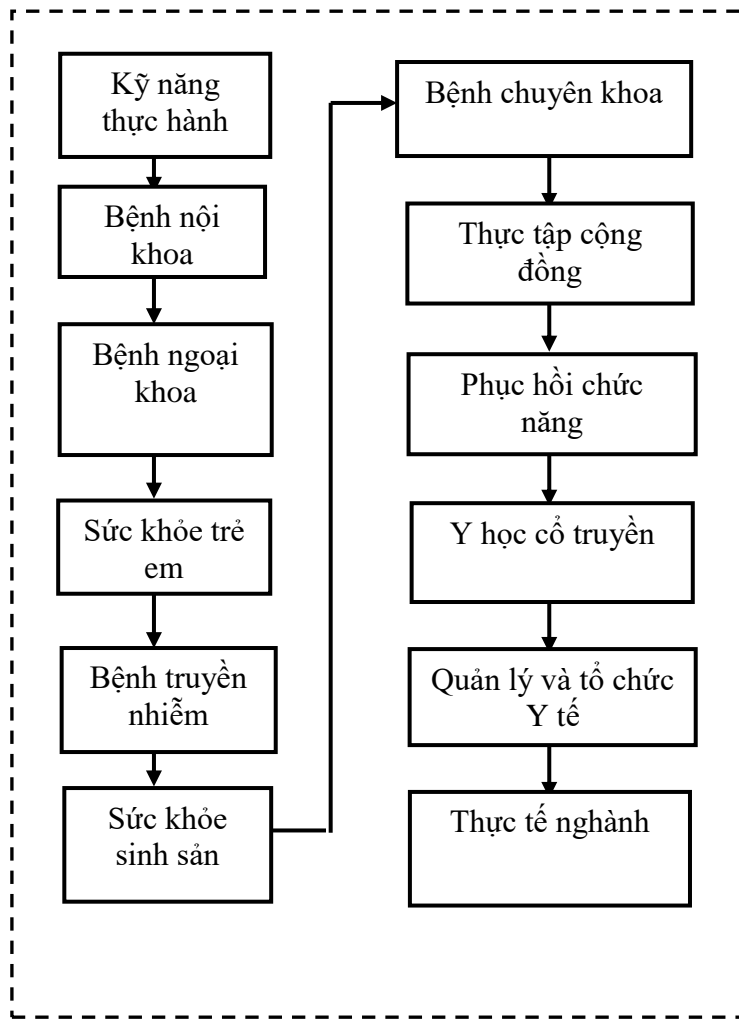 Kỹ năng
thực hành
Bệnh nội
khoa
Bệnh ngoại
khoa
Sức khỏe trẻ
em
Bệnh truyền
nhiễm
Sức khỏe
sinh sản
Bệnh chuyên khoa
Thực tập cộng
đồng
Phục hồi chức
năng
Y học cổ truyền
Quản lý và tổ chức
Y tế
Thực tế nghành